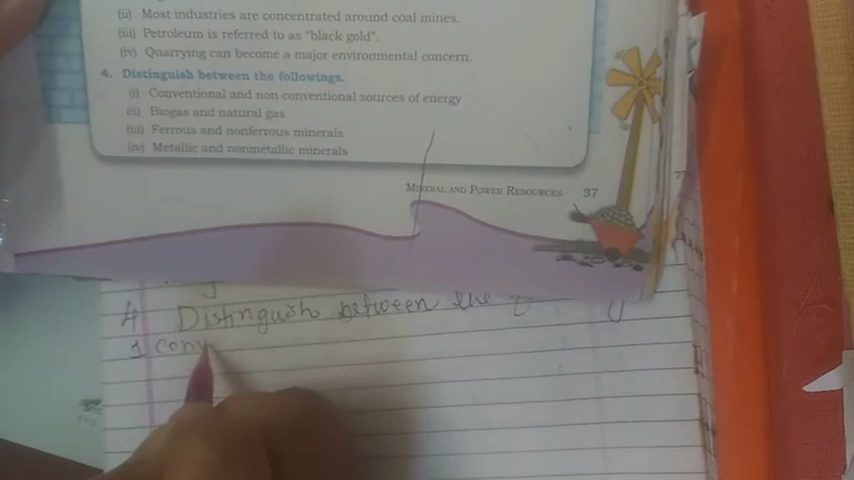 (ii) Most industries are concentrated around coal mines.
(iii) Petroleum is referred to as "black gold".
(iv) Quarrying can become a major environmental concern.
4. Distinguish between the followings.
(i) Conventional and non conventional sources of energy
(ii) Biogas and natural gas
(iii) Ferrous and nonferrous minerals
(iv) Metallic and nonmetallic minerals
MINERAL AND POWER RESOURCES 37
4 Distinguish between the
1 conv